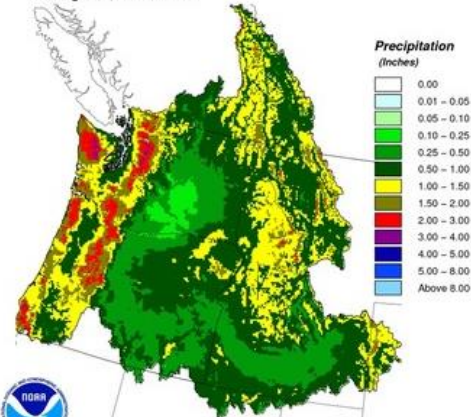 Precipitation
(Inches)
0.00
0.01 - 0.05
0.05 - 0.10
0.10 - 0.25
0.25 - 0.50
0.50 - 1.00
1.00 - 1.50
1.50 - 2.00
2.00 - 3.00
3.00 - 4.00
4.00 - 5.00
5.00 - 8.00
Above 8.00
NOAA